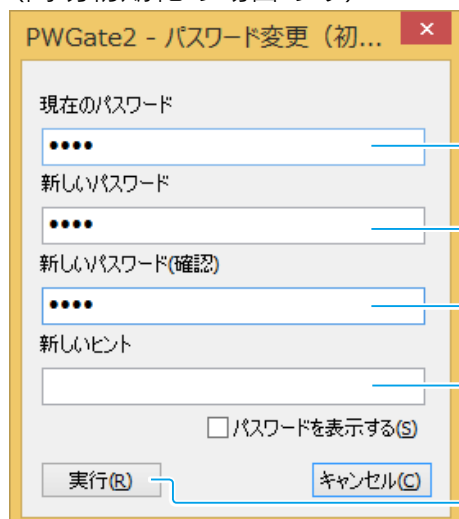 PWGate2 - パスワード変更（初...
現在のパスワード
••••
新しいパスワード
••••
新しいパスワード(確認)
••••
新しいヒント
パスワードを表示する(S)
実行(R) キャンセル(C)